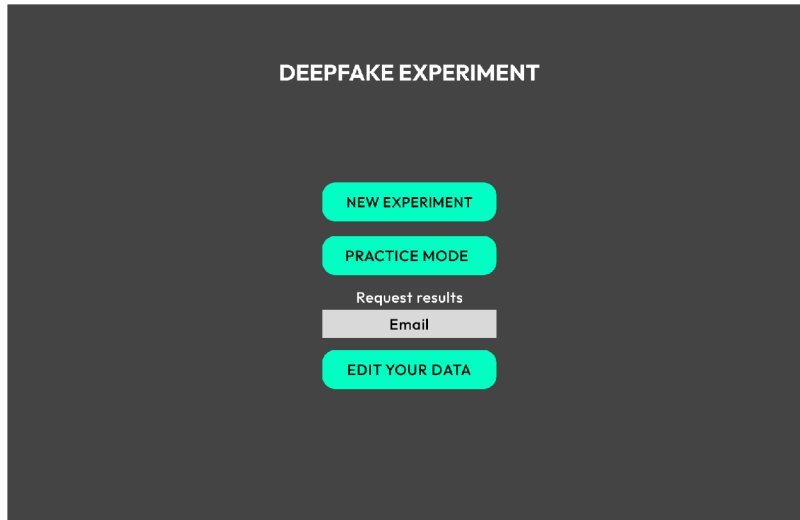 DEEPFAKE EXPERIMENT
NEW EXPERIMENT
PRACTICE MODE
Request results
Email
EDIT YOUR DATA